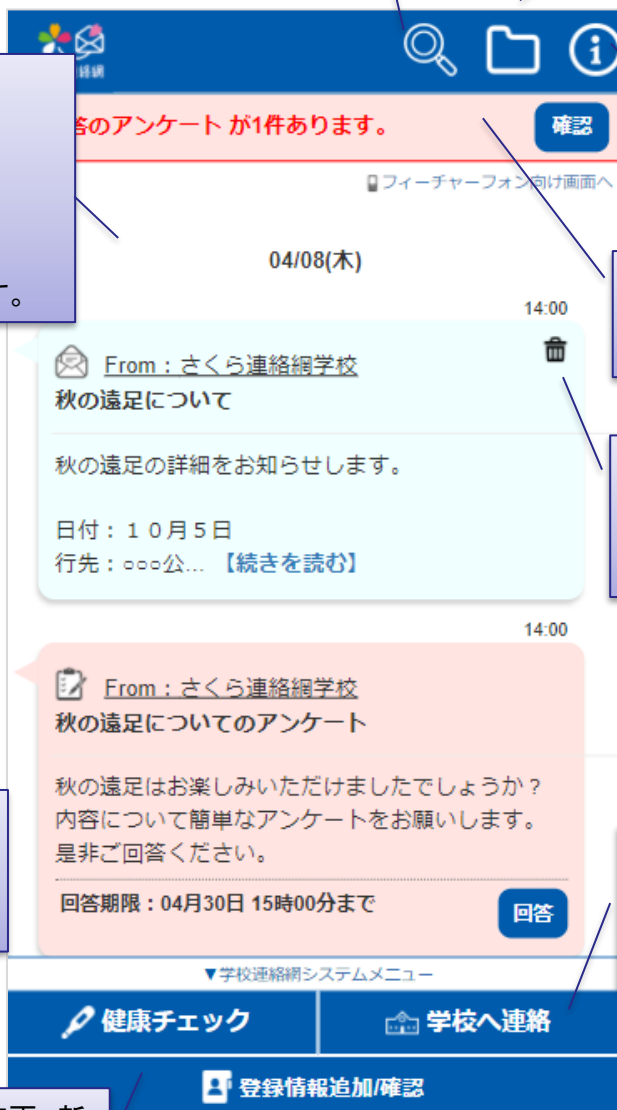 連絡網
答のアンケート が1件あります。
確認
フィーチャーフォン向け画面へ
04/08(木)
す。
14:00
From：さくら連絡網学校
秋の遠足について
秋の遠足の詳細をお知らせします。
日付：１０月５日
行先：○○○公... 【続きを読む】
14:00
From：さくら連絡網学校
秋の遠足についてのアンケート
秋の遠足はお楽しみいただけましたでしょうか？
内容について簡単なアンケートをお願いします。
是非ご回答ください。
回答期限：04月30日 15時00分まで
回答
▼学校連絡網システムメニュー
健康チェック
学校へ連絡
登録情報追加/確認